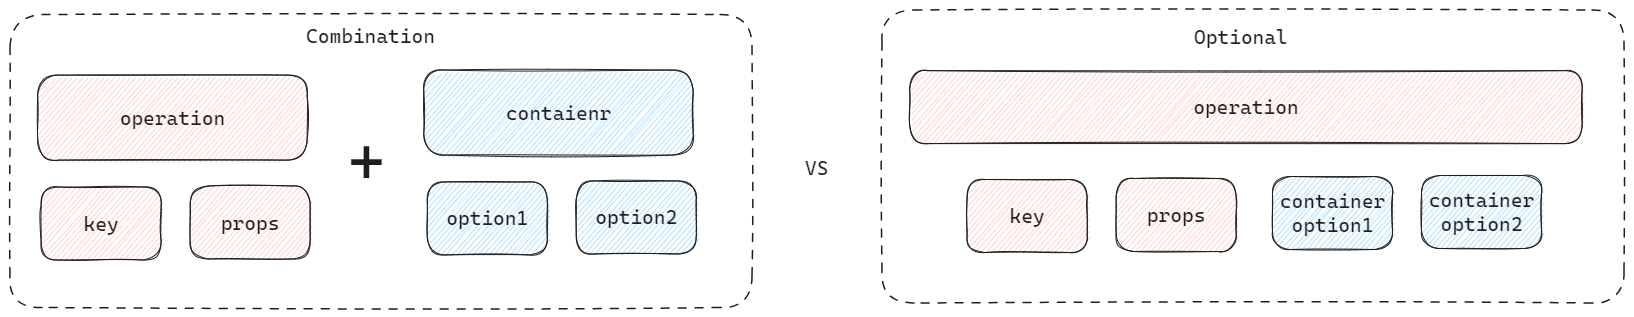 Combination
operation
contaienr
key
props
option1
option2
+
VS
Optional
operation
key
props
container
option1
container
option2